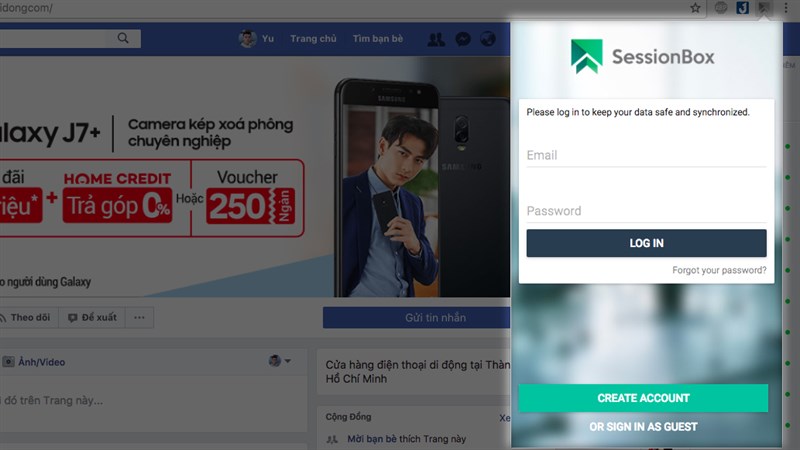 idongcom/
Yu
Trang chủ
Tìm bạn bè
SessionBox
Please log in to keep your data safe and synchronized.
Email
Password
LOG IN
Forgot your password?
CREATE ACCOUNT
OR SIGN IN AS GUEST
alaxy J7+
Camera kép xoá phông
chuyên nghiệp
SAMSUNG
SAMSUNG
đãi
riệu*
+
HOME CREDIT
Trả góp 0%
Hoặc
Voucher
250 Ngàn
o người dùng Galaxy
Theo dõi
Đề xuất
Gửi tin nhắn
Ảnh/Video
ì đó trên Trang này...
Cửa hàng điện thoại di động tại Thàn
Hồ Chí Minh
Cộng Đồng
Xe
Mời bạn bè thích Trang này